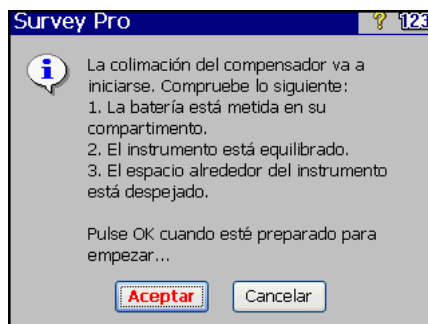 Survey Pro
? 123
La colimación del compensador va a
iniciarse. Compruebe lo siguiente:
1. La batería está metida en su
compartimento.
2. El instrumento está equilibrado.
3. El espacio alrededor del instrumento
está despejado.
Pulse OK cuando esté preparado para
empezar...
Aceptar
Cancelar